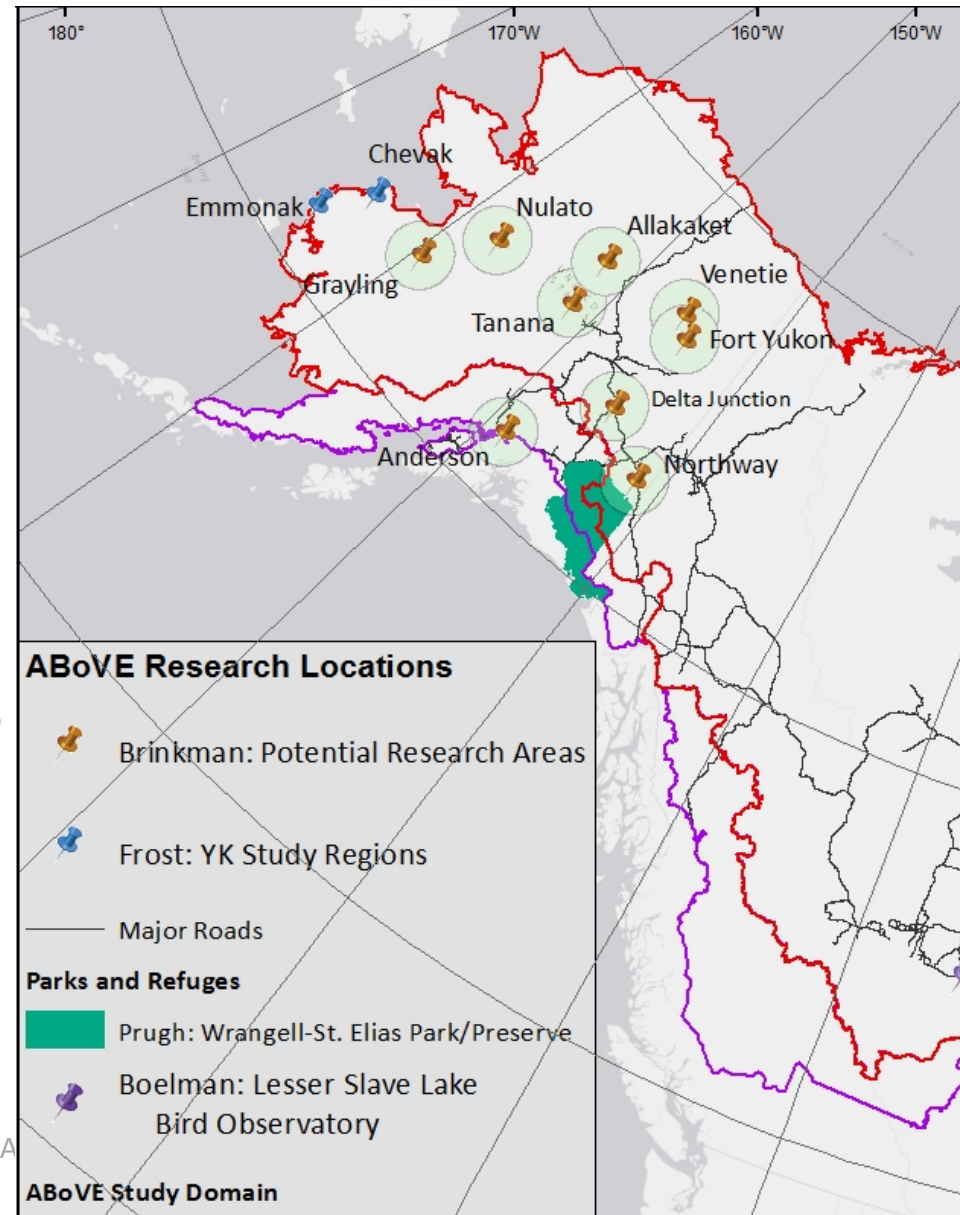 180°
170°W
160°W
150°W
Chevak
Emmonak
Nulato
Allakaket
Grayling
Venetie
Tanana
Fort Yukon
Delta Junction
Anderson
Northway
ABoVE Research Locations
Brinkman: Potential Research Areas
Frost: YK Study Regions
Major Roads
Parks and Refuges
Prugh: Wrangell-St. Elias Park/Preserve
Boelman: Lesser Slave Lake
Bird Observatory
A
ABoVE Study Domain